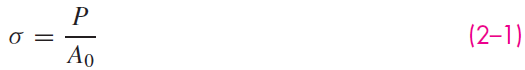 σ = P / A₀ (2–1)